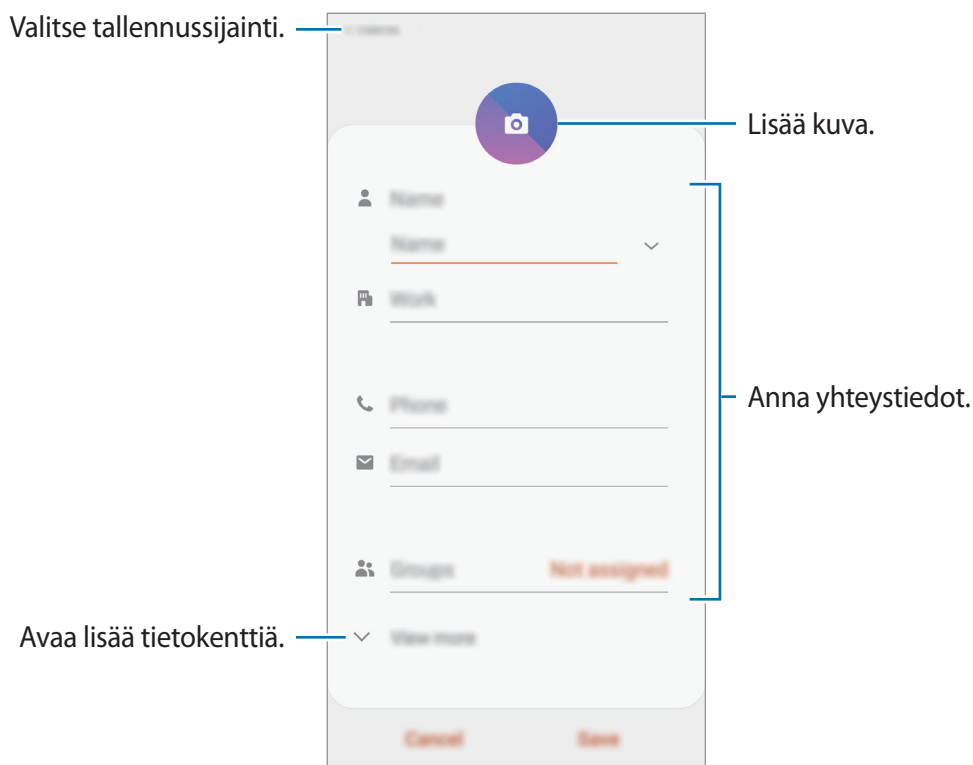 Valitse tallennussijainti.
Lisää kuva.
Name
Name
Work
Phone
Anna yhteystiedot.
Email
Groups Not assigned
Avaa lisää tietokenttiä.
View more
Cancel Save